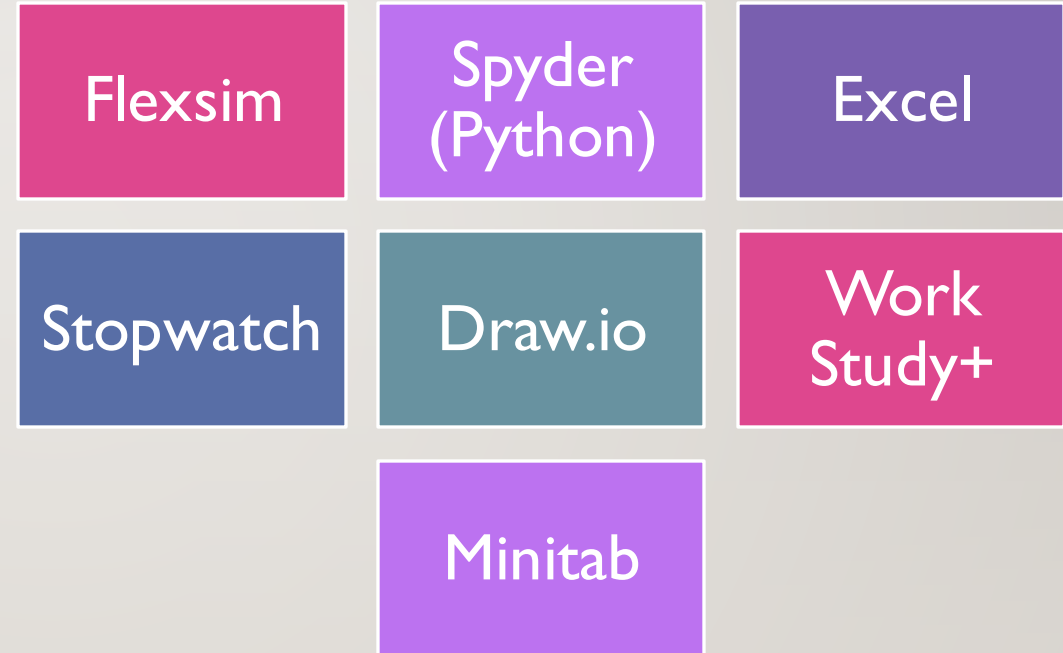 Flexsim
Spyder
(Python)
Excel
Stopwatch
Draw.io
Work
Study+
Minitab